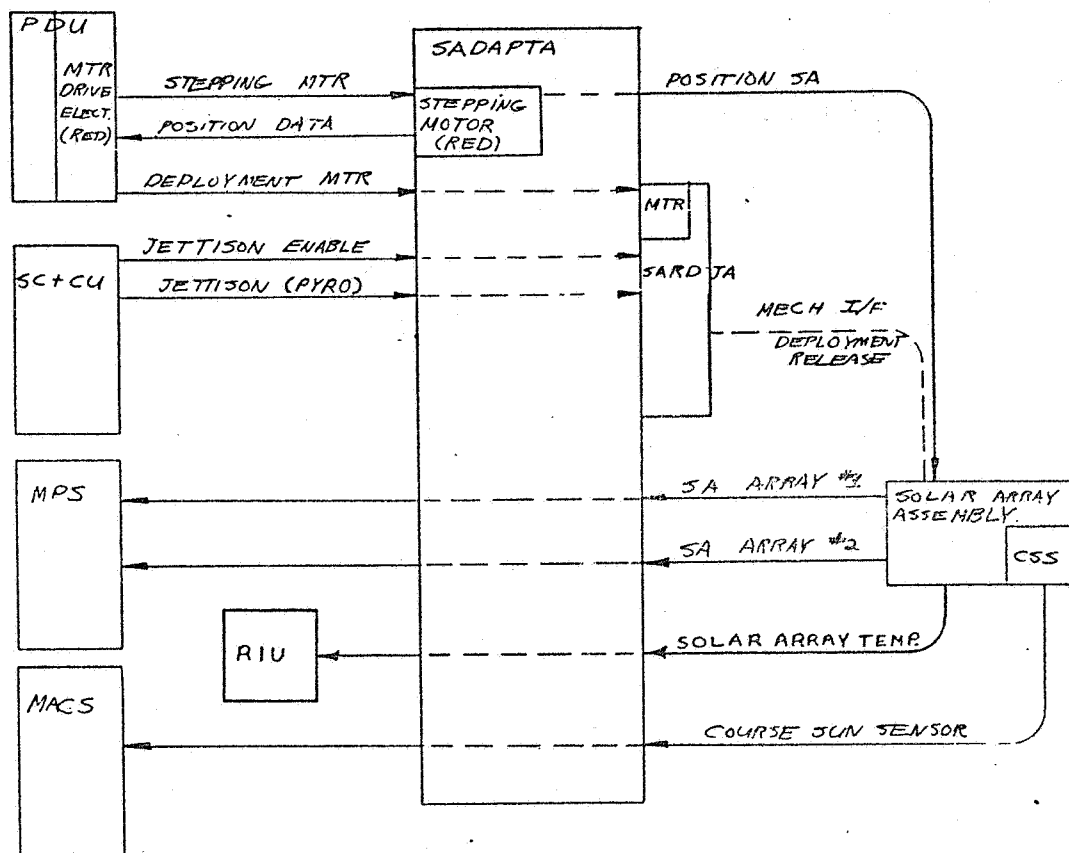 PDU
MTR
DRIVE
ELECT.
(RED)
STEPPING MTR
POSITION DATA
DEPLOYMENT MTR
SADAPTA
STEPPING
MOTOR
(RED)
POSITION SA
SC+CU
JETTISON ENABLE
JETTISON (PYRO)
MTR
SARDJA
MECH I/F
DEPLOYMENT
RELEASE
MPS
SA ARRAY #1
SA ARRAY #2
SOLAR ARRAY
ASSEMBLY.
CSS
RIU
SOLAR ARRAY TEMP.
MACS
COURSE SUN SENSOR